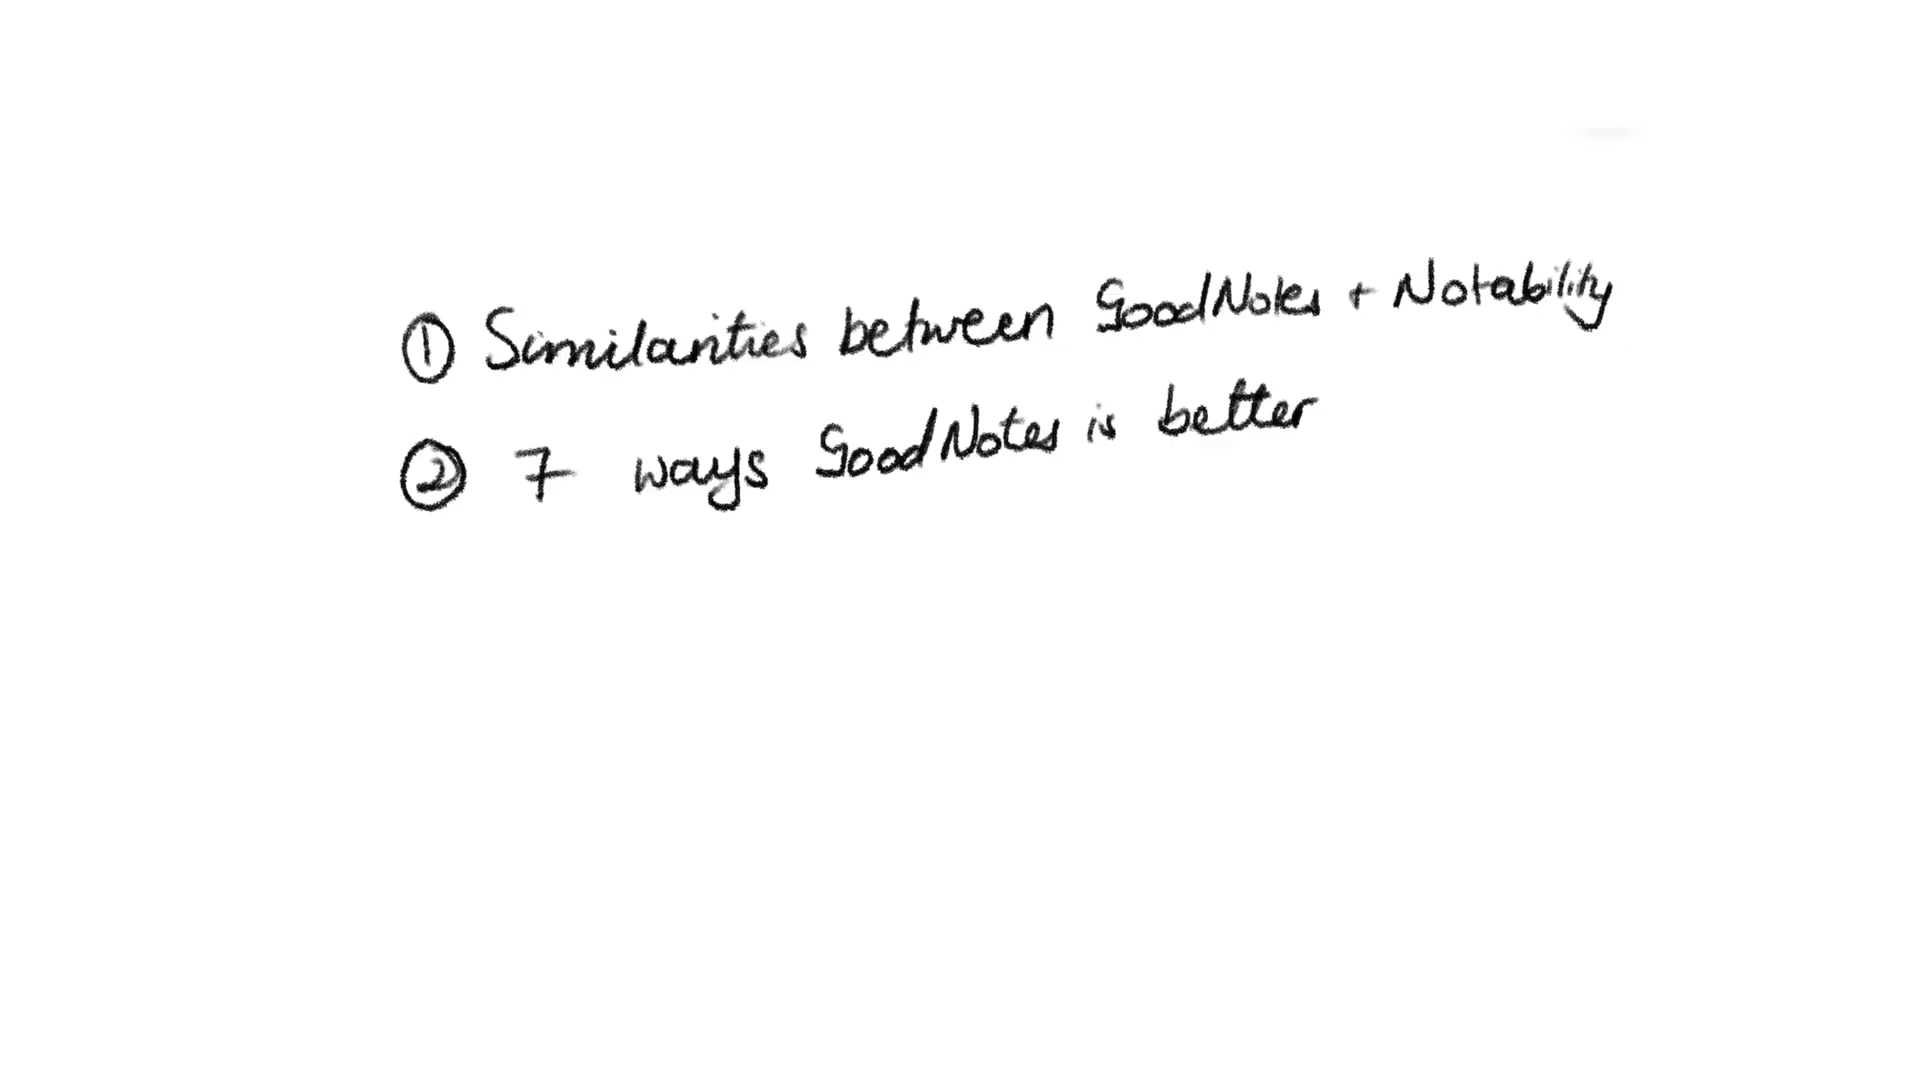 ① Similarities between GoodNotes + Notability
② 7 ways GoodNotes is better